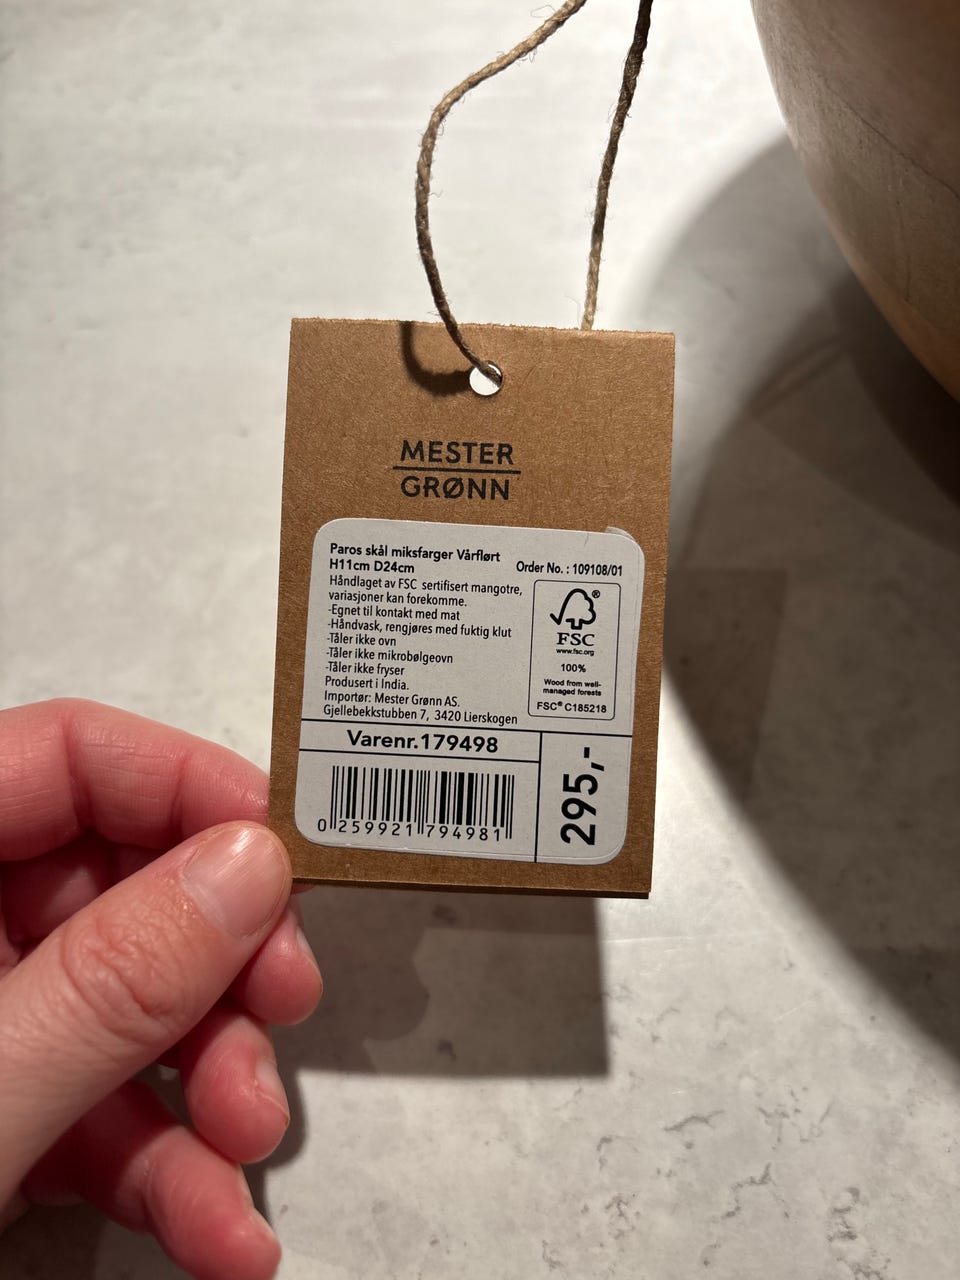 MESTER
GRØNN
Paros skål miksfarger Vårflørt
H11cm D24cm
Order No. : 109108/01
Håndlaget av FSC sertifisert mangotre,
variasjoner kan forekomme.
-Egnet til kontakt med mat
-Håndvask, rengjøres med fuktig klut
-Tåler ikke ovn
-Tåler ikke mikrobølgeovn
-Tåler ikke fryser
Produsert i India.
Importør: Mester Grønn AS.
Gjellebekkstubben 7, 3420 Lierskogen
®
FSC
www.fsc.org
100%
Wood from well-
managed forests
FSC® C185218
Varenr.179498
0 259921 794981
295,-